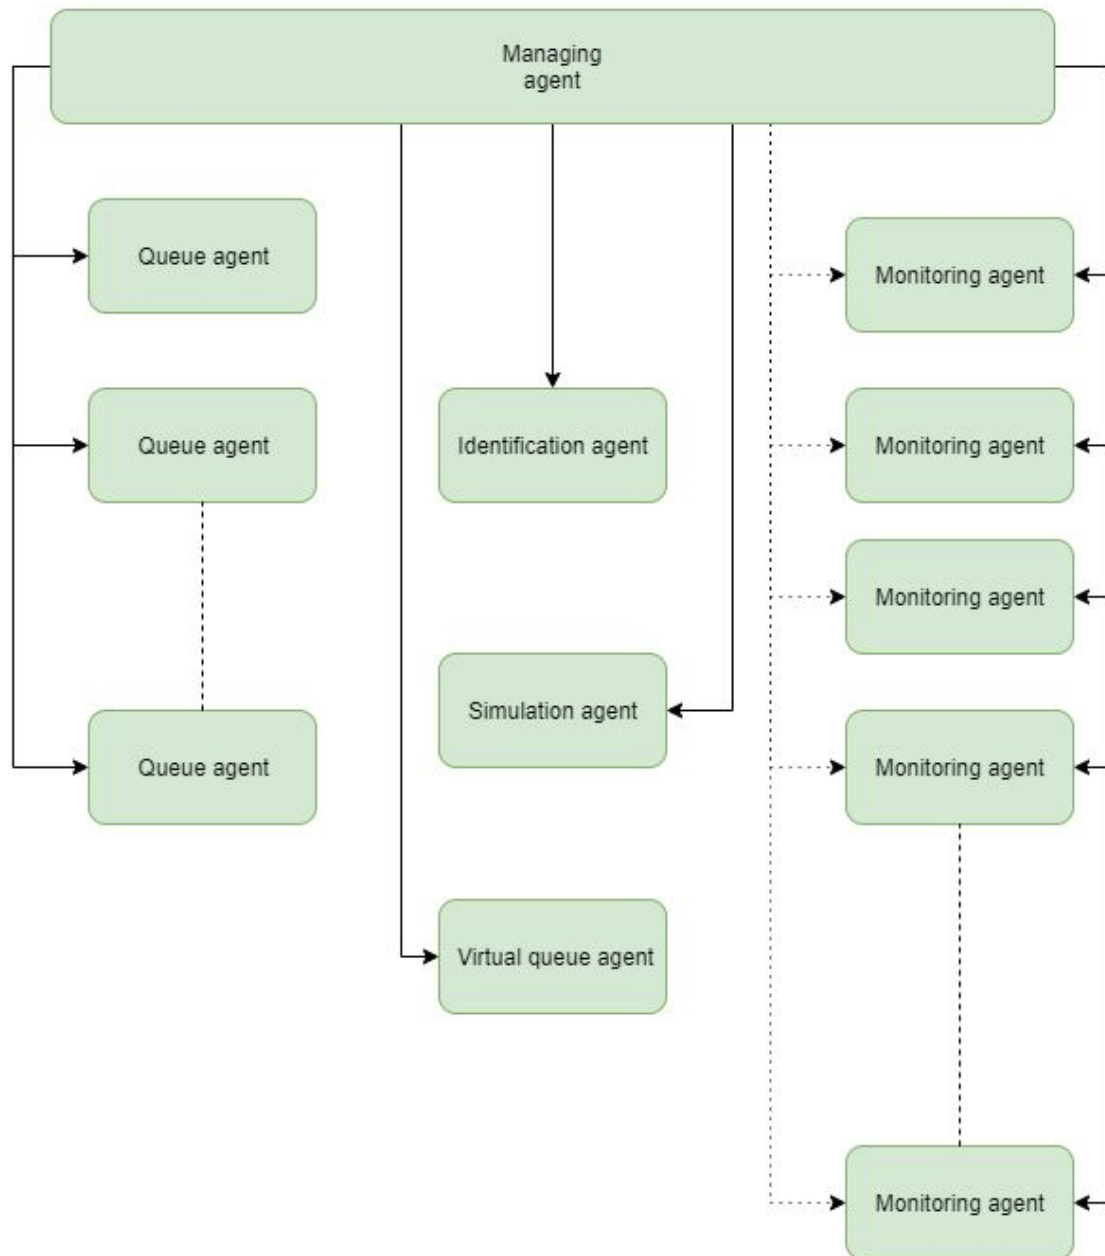 Managing
agent
Queue agent
Monitoring agent
Queue agent
Identification agent
Monitoring agent
Monitoring agent
Queue agent
Simulation agent
Monitoring agent
Virtual queue agent
Monitoring agent